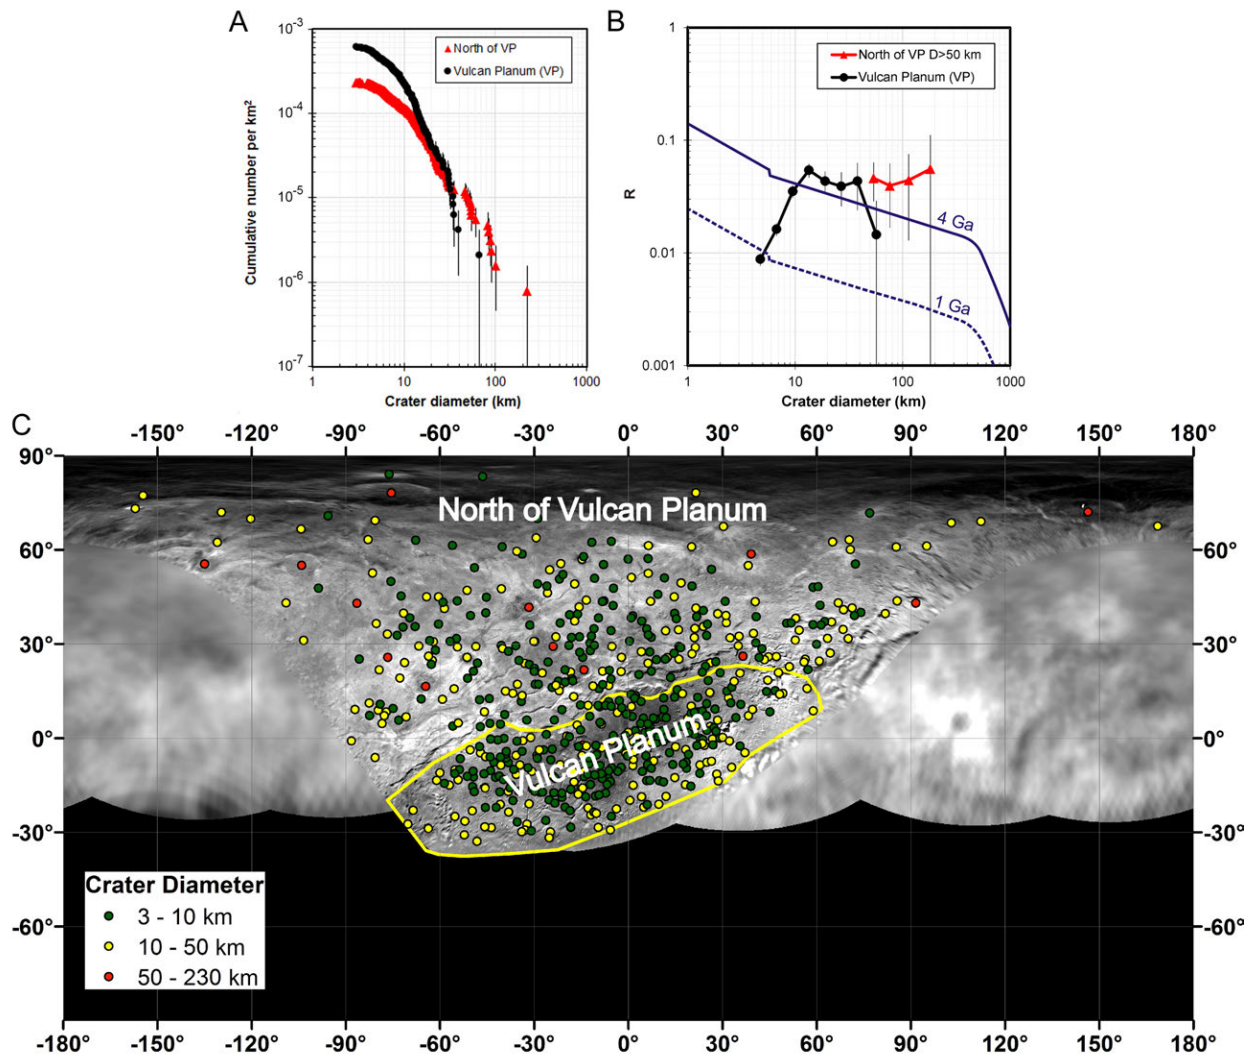 A
10-3
10-4
10-5
10-6
10-7
Cumulative number per km2
North of VP
Vulcan Planum (VP)
1 10 100 1000
Crater diameter (km)
B
1
0.1
0.01
0.001
R
North of VP D>50 km
Vulcan Planum (VP)
4 Ga
1 Ga
1 10 100 1000
Crater diameter (km)
C
-150° -120° -90° -60° -30° 0° 30° 60° 90° 120° 150° 180°
90°
North of Vulcan Planum
60° 60°
30° 30°
0° 0°
Vulcan Planum
-30° -30°
Crater Diameter
3 - 10 km
10 - 50 km
50 - 230 km
-60° -60°
-180° -150° -120° -90° -60° -30° 0° 30° 60° 90° 120° 150° 180°